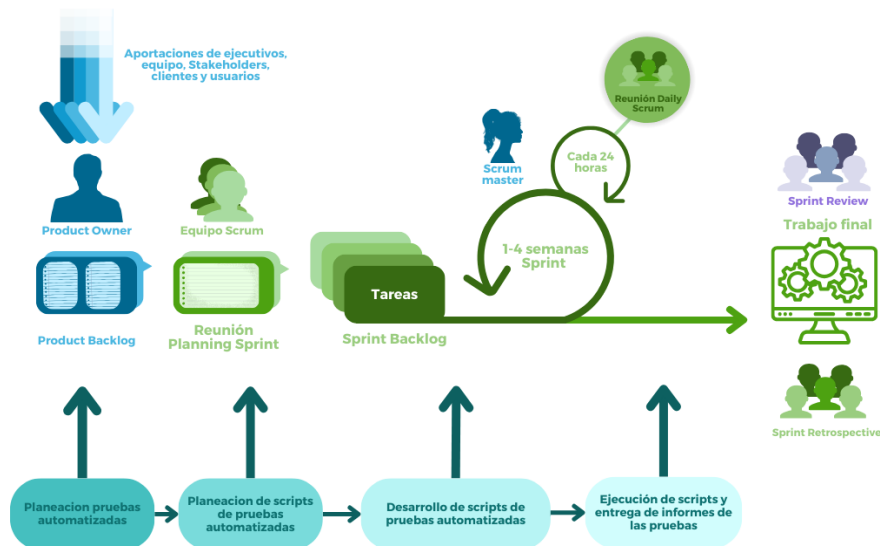 Aportaciones de ejecutivos,
equipo, Stakeholders,
clientes y usuarios
Reunión Daily
Scrum
Cada 24
horas
Scrum
master
Product Owner
Equipo Scrum
1-4 semanas
Sprint
Sprint Review
Trabajo final
Tareas
Product Backlog
Reunión
Planning Sprint
Sprint Backlog
Sprint Retrospective
Planeacion pruebas
automatizadas
Planeacion de scripts
de pruebas
automatizadas
Desarrollo de scripts de
pruebas automatizadas
Ejecución de scripts y
entrega de informes de
las pruebas